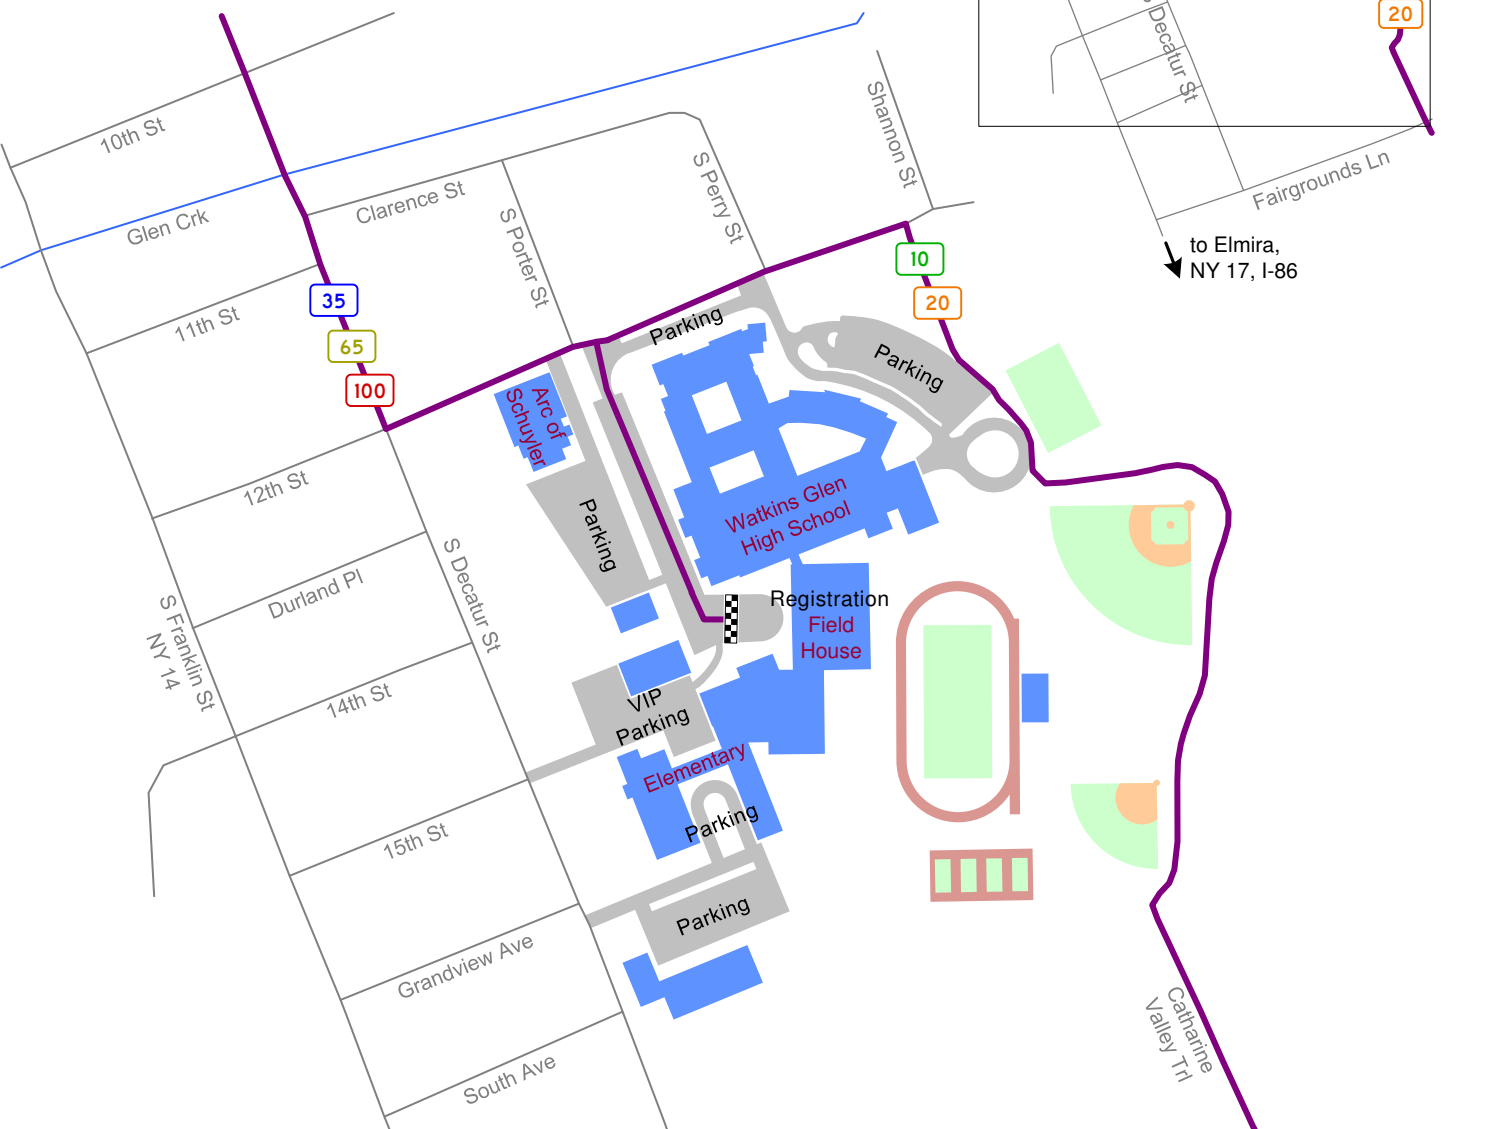 20
S Decatur St
Fairgrounds Ln
to Elmira,
NY 17, I-86
10th St
Glen Crk
Clarence St
S Perry St
Shannon St
S Porter St
11th St
10
20
35
65
100
Parking
Parking
Arc of
Schuyler
12th St
Parking
Watkins Glen
High School
Durland Pl
S Decatur St
S Franklin St
NY 14
Registration
Field
House
14th St
VIP
Parking
Elementary
Parking
15th St
Parking
Grandview Ave
Catharine
Valley Trl
South Ave